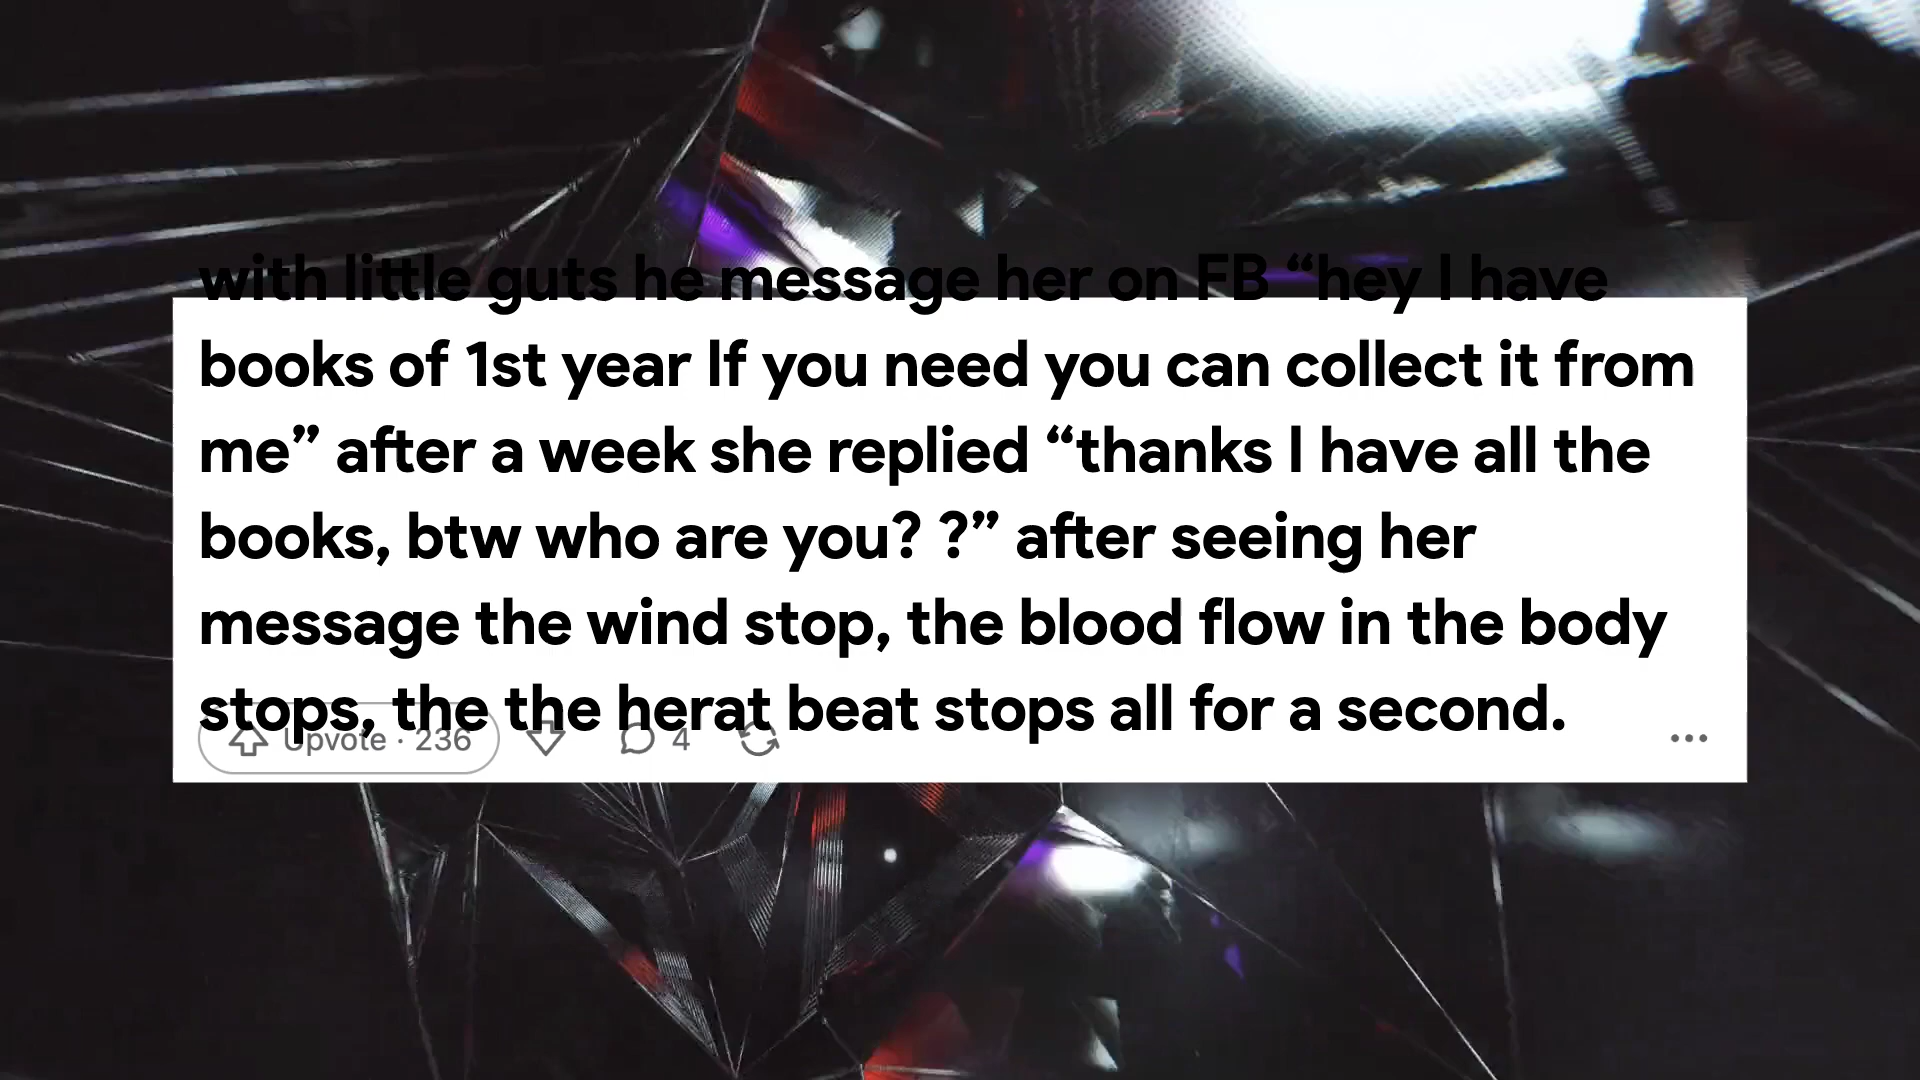 with little guts he message her on FB “hey I have
books of 1st year If you need you can collect it from
me” after a week she replied “thanks I have all the
books, btw who are you? ?” after seeing her
message the wind stop, the blood flow in the body
stops, the the herat beat stops all for a second.
Upvote · 236 4